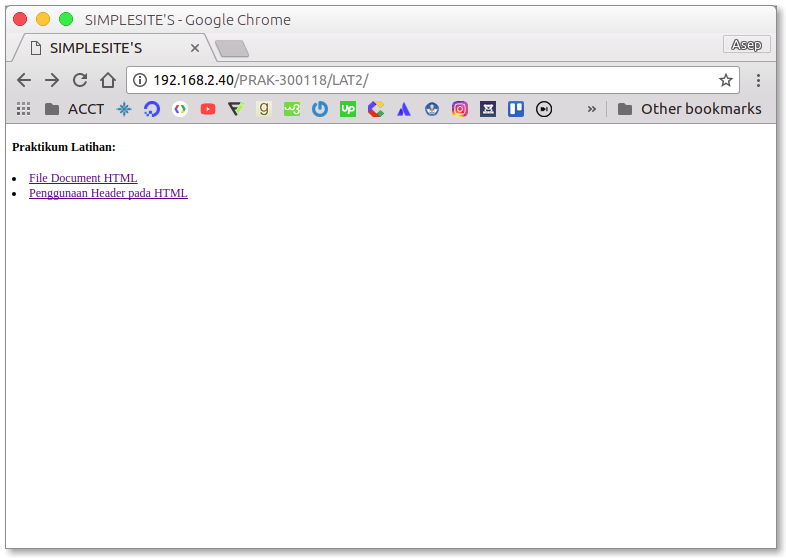 SIMPLESITE'S - Google Chrome
SIMPLESITE'S
Asep
192.168.2.40/PRAK-300118/LAT2/
ACCT
g
w3
Up
» Other bookmarks
Praktikum Latihan:
• File Document HTML
• Penggunaan Header pada HTML